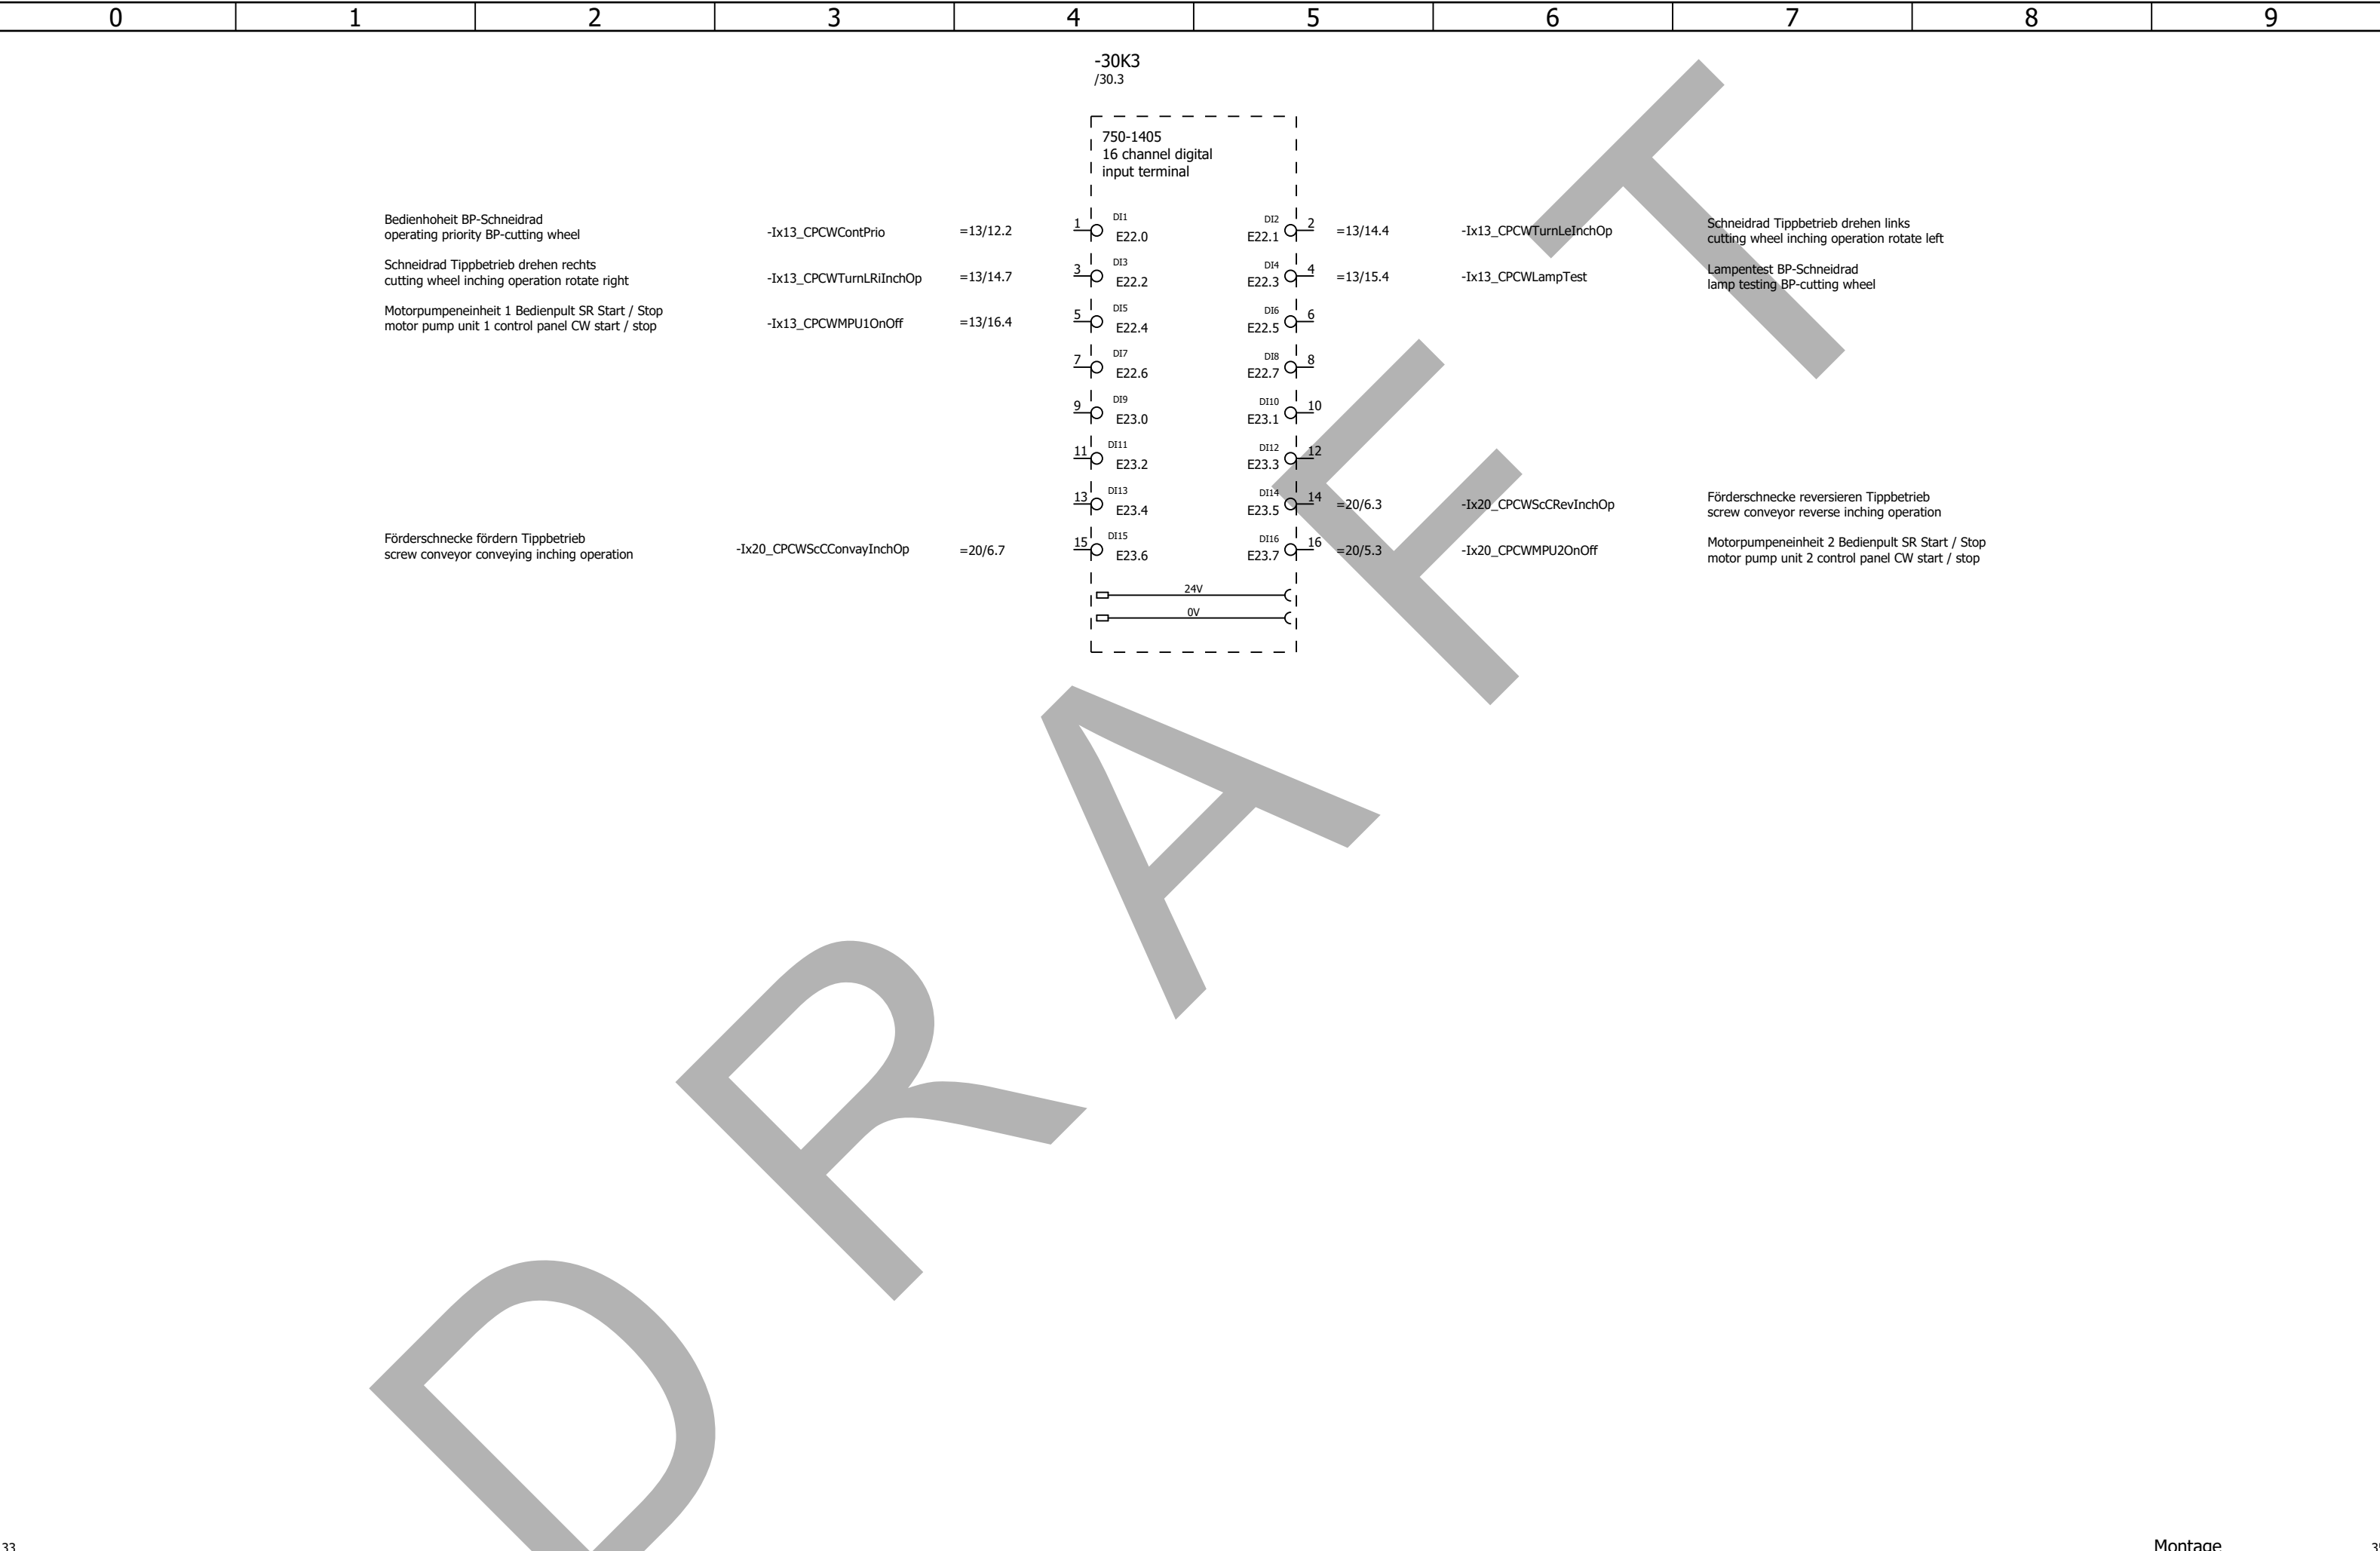 0 1 2 3 4 5 6 7 8 9
-30K3
/30.3
750-1405
16 channel digital
input terminal
Bedienhoheit BP-Schneidrad
operating priority BP-cutting wheel
-Ix13_CPCWContPrio
=13/12.2
1
DI1
E22.0
DI2
E22.1
2
=13/14.4
-Ix13_CPCWTurnLeInchOp
Schneidrad Tippbetrieb drehen links
cutting wheel inching operation rotate left
Schneidrad Tippbetrieb drehen rechts
cutting wheel inching operation rotate right
-Ix13_CPCWTurnLRiInchOp
=13/14.7
3
DI3
E22.2
DI4
E22.3
4
=13/15.4
-Ix13_CPCWLampTest
Lampentest BP-Schneidrad
lamp testing BP-cutting wheel
Motorpumpeneinheit 1 Bedienpult SR Start / Stop
motor pump unit 1 control panel CW start / stop
-Ix13_CPCWMPU1OnOff
=13/16.4
5
DI5
E22.4
DI6
E22.5
6
7
DI7
E22.6
DI8
E22.7
8
9
DI9
E23.0
DI10
E23.1
10
11
DI11
E23.2
DI12
E23.3
12
13
DI13
E23.4
DI14
E23.5
14
=20/6.3
-Ix20_CPCWScCRevInchOp
Förderschnecke reversieren Tippbetrieb
screw conveyor reverse inching operation
Förderschnecke fördern Tippbetrieb
screw conveyor conveying inching operation
-Ix20_CPCWScCConvayInchOp
=20/6.7
15
DI15
E23.6
DI16
E23.7
16
=20/5.3
-Ix20_CPCWMPU2OnOff
Motorpumpeneinheit 2 Bedienpult SR Start / Stop
motor pump unit 2 control panel CW start / stop
24V
0V
DRAFT
33
Montage